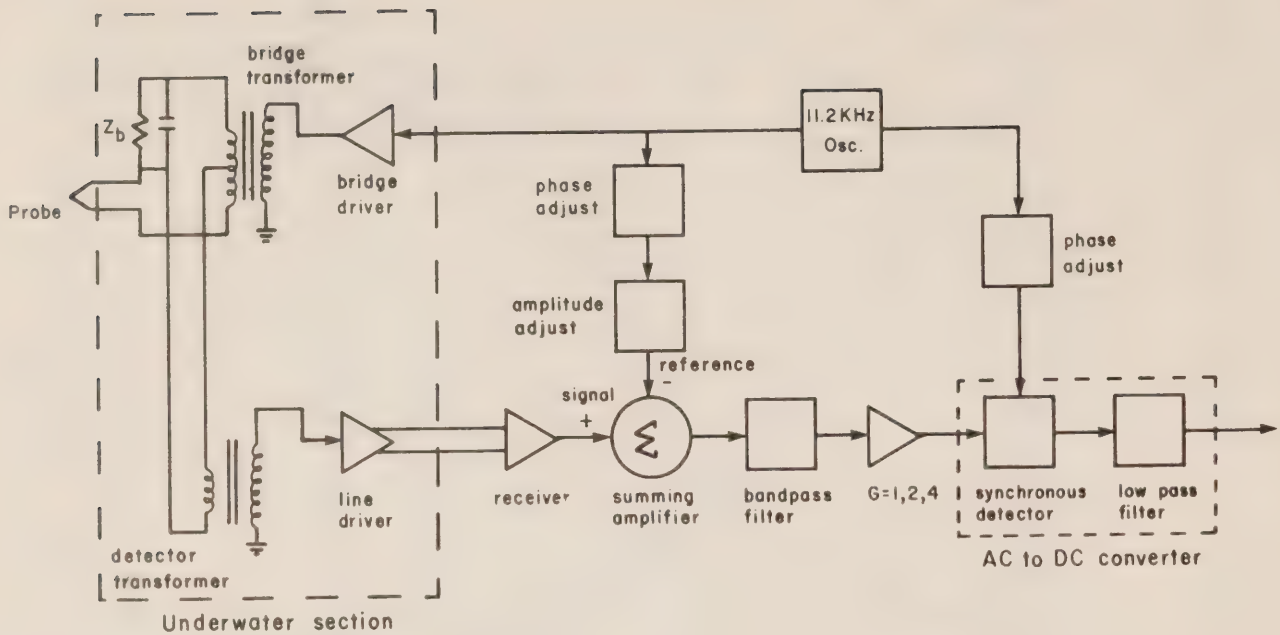 bridge
transformer
Zb
11.2KHz
Osc.
Probe
bridge
driver
phase
adjust
phase
adjust
amplitude
adjust
reference
-
signal
+
Σ
line
driver
receiver
summing
amplifier
bandpass
filter
G=1,2,4
synchronous
detector
low pass
filter
detector
transformer
AC to DC converter
Underwater section